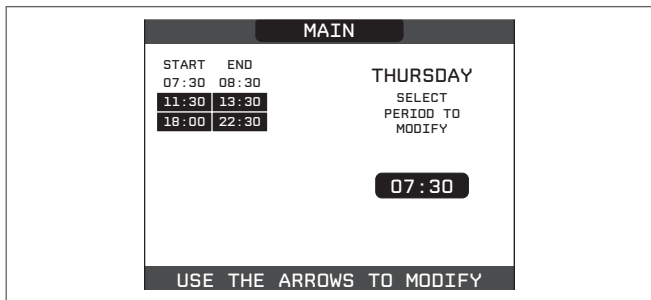 MAIN
START END
07:30 08:30
11:30 13:30
18:00 22:30
THURSDAY
SELECT
PERIOD TO
MODIFY
07:30
USE THE ARROWS TO MODIFY